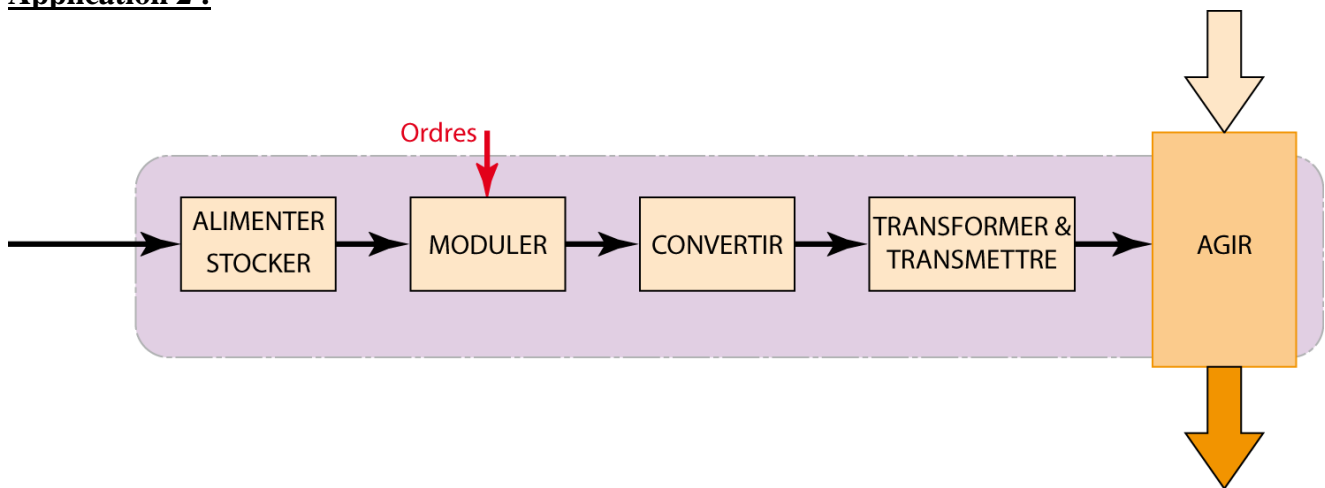 Application 2 :
Ordres
ALIMENTER
STOCKER
MODULER
CONVERTIR
TRANSFORMER &
TRANSMETTRE
AGIR